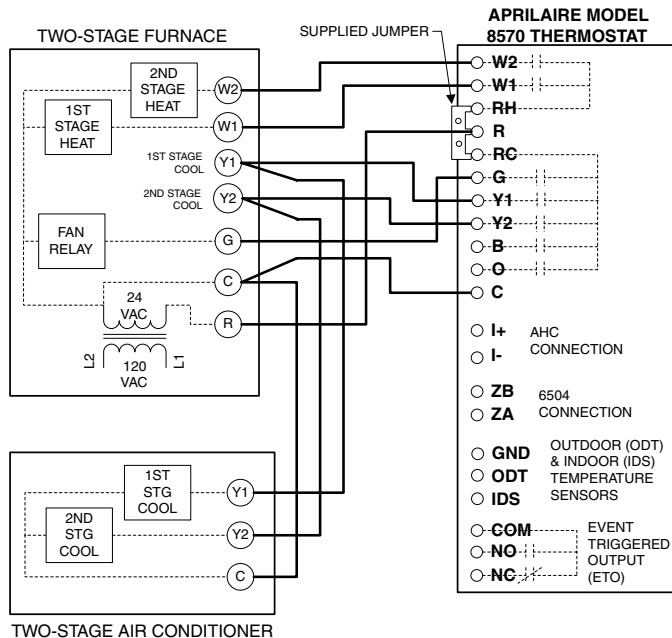 APRILAIRE MODEL
8570 THERMOSTAT
TWO-STAGE FURNACE
SUPPLIED JUMPER
2ND
STAGE
HEAT
1ST
STAGE
HEAT
FAN
RELAY
1ST STAGE
COOL
2ND STAGE
COOL
W2
W1
Y1
Y2
G
C
R
24
VAC
120
VAC
L2
L1
W2
W1
RH
R
RC
G
Y1
Y2
B
O
C
I+
I-
AHC
CONNECTION
ZB
ZA
6504
CONNECTION
GND
ODT
IDS
OUTDOOR (ODT)
& INDOOR (IDS)
TEMPERATURE
SENSORS
COM
NO
NC
EVENT
TRIGGERED
OUTPUT
(ETO)
1ST
STG
COOL
2ND
STG
COOL
Y1
Y2
C
TWO-STAGE AIR CONDITIONER